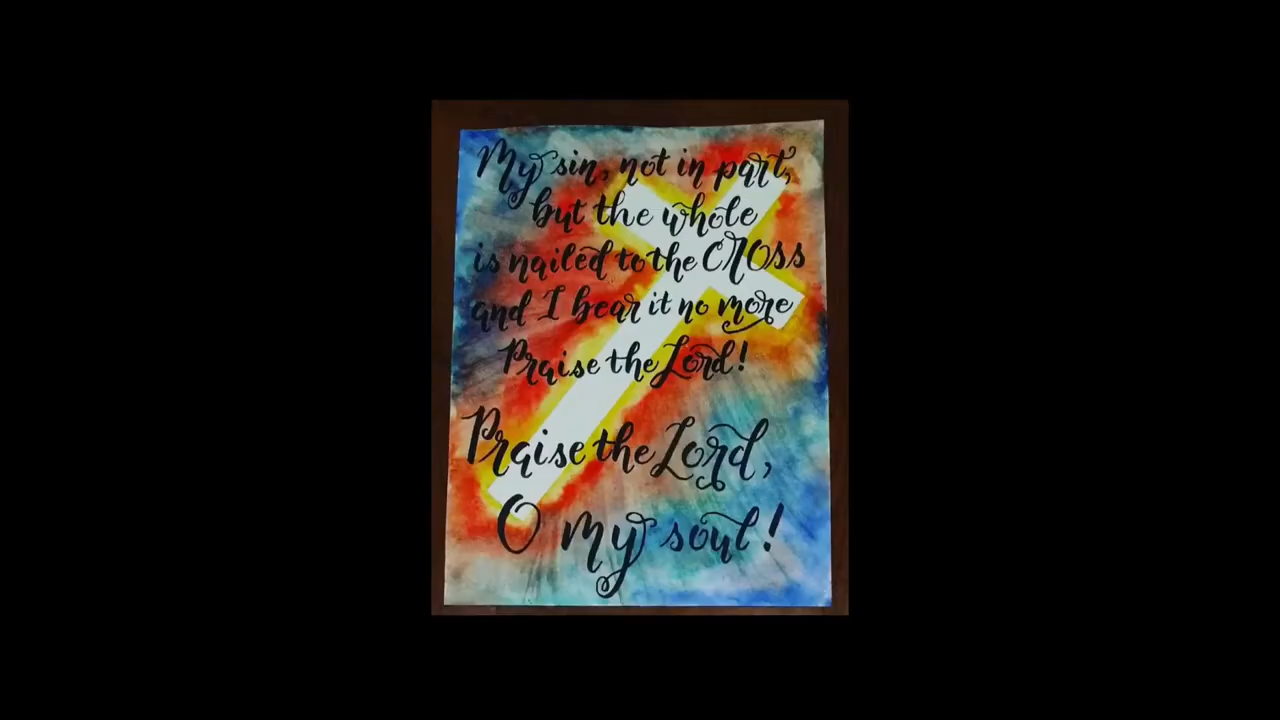 My sin, not in part,
but the whole
is nailed to the CROSS
and I bear it no more
Praise the Lord!
Praise the Lord,
O my soul!